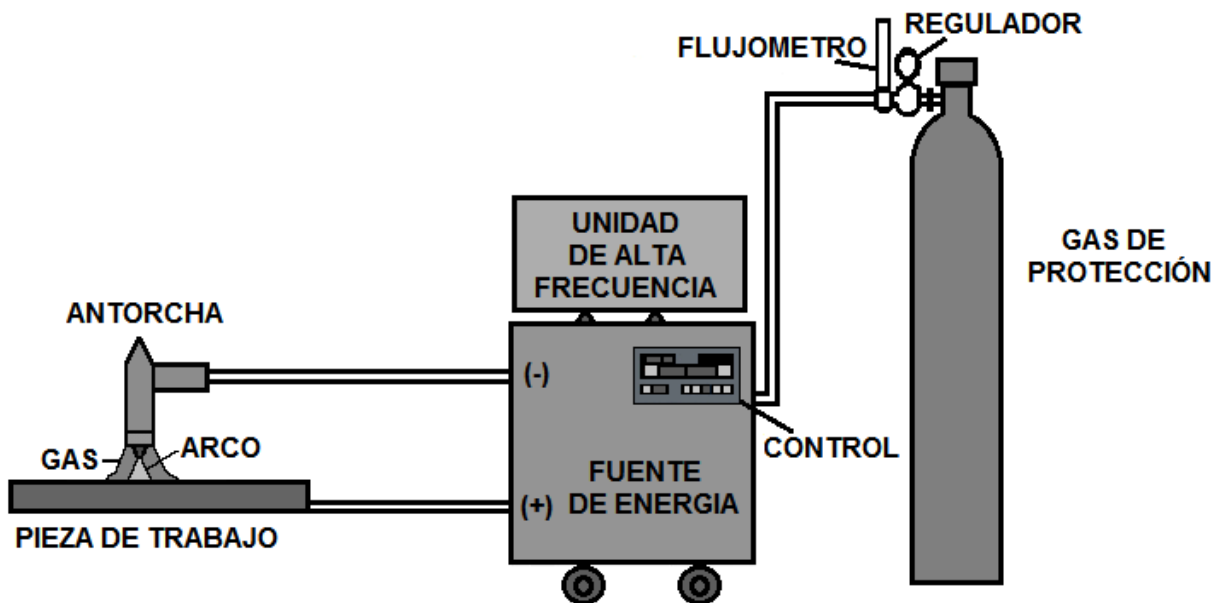 REGULADOR
FLUJOMETRO
UNIDAD
DE ALTA
FRECUENCIA
GAS DE
PROTECCIÓN
ANTORCHA
(-)
GAS
ARCO
CONTROL
FUENTE
DE ENERGIA
(+)
PIEZA DE TRABAJO